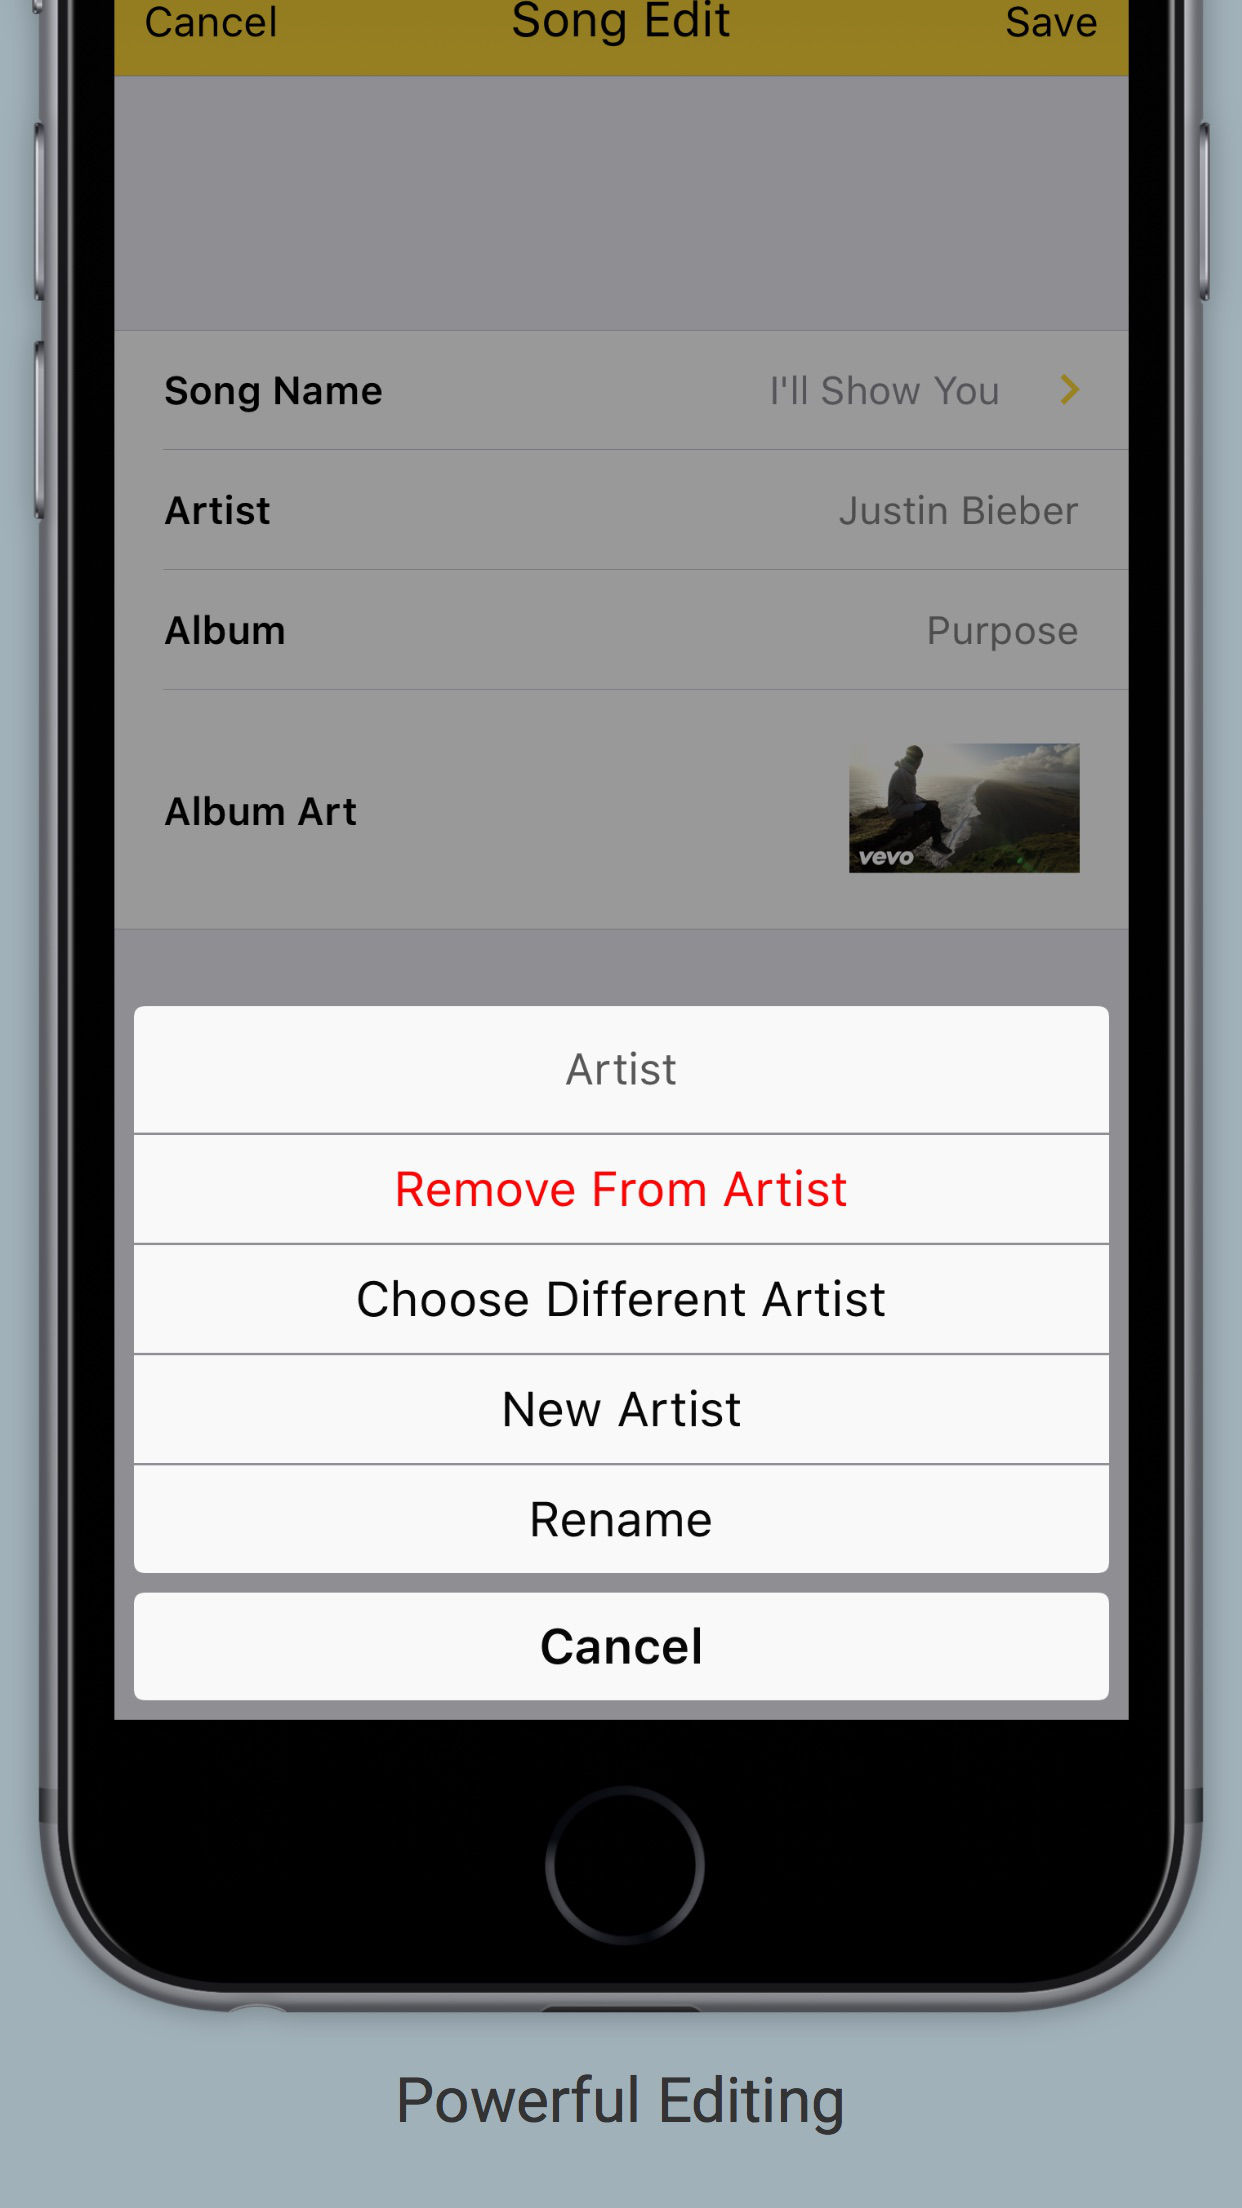 Cancel Song Edit Save
Song Name I'll Show You
Artist Justin Bieber
Album Purpose
Album Art
vevo
Artist
Remove From Artist
Choose Different Artist
New Artist
Rename
Cancel
Powerful Editing